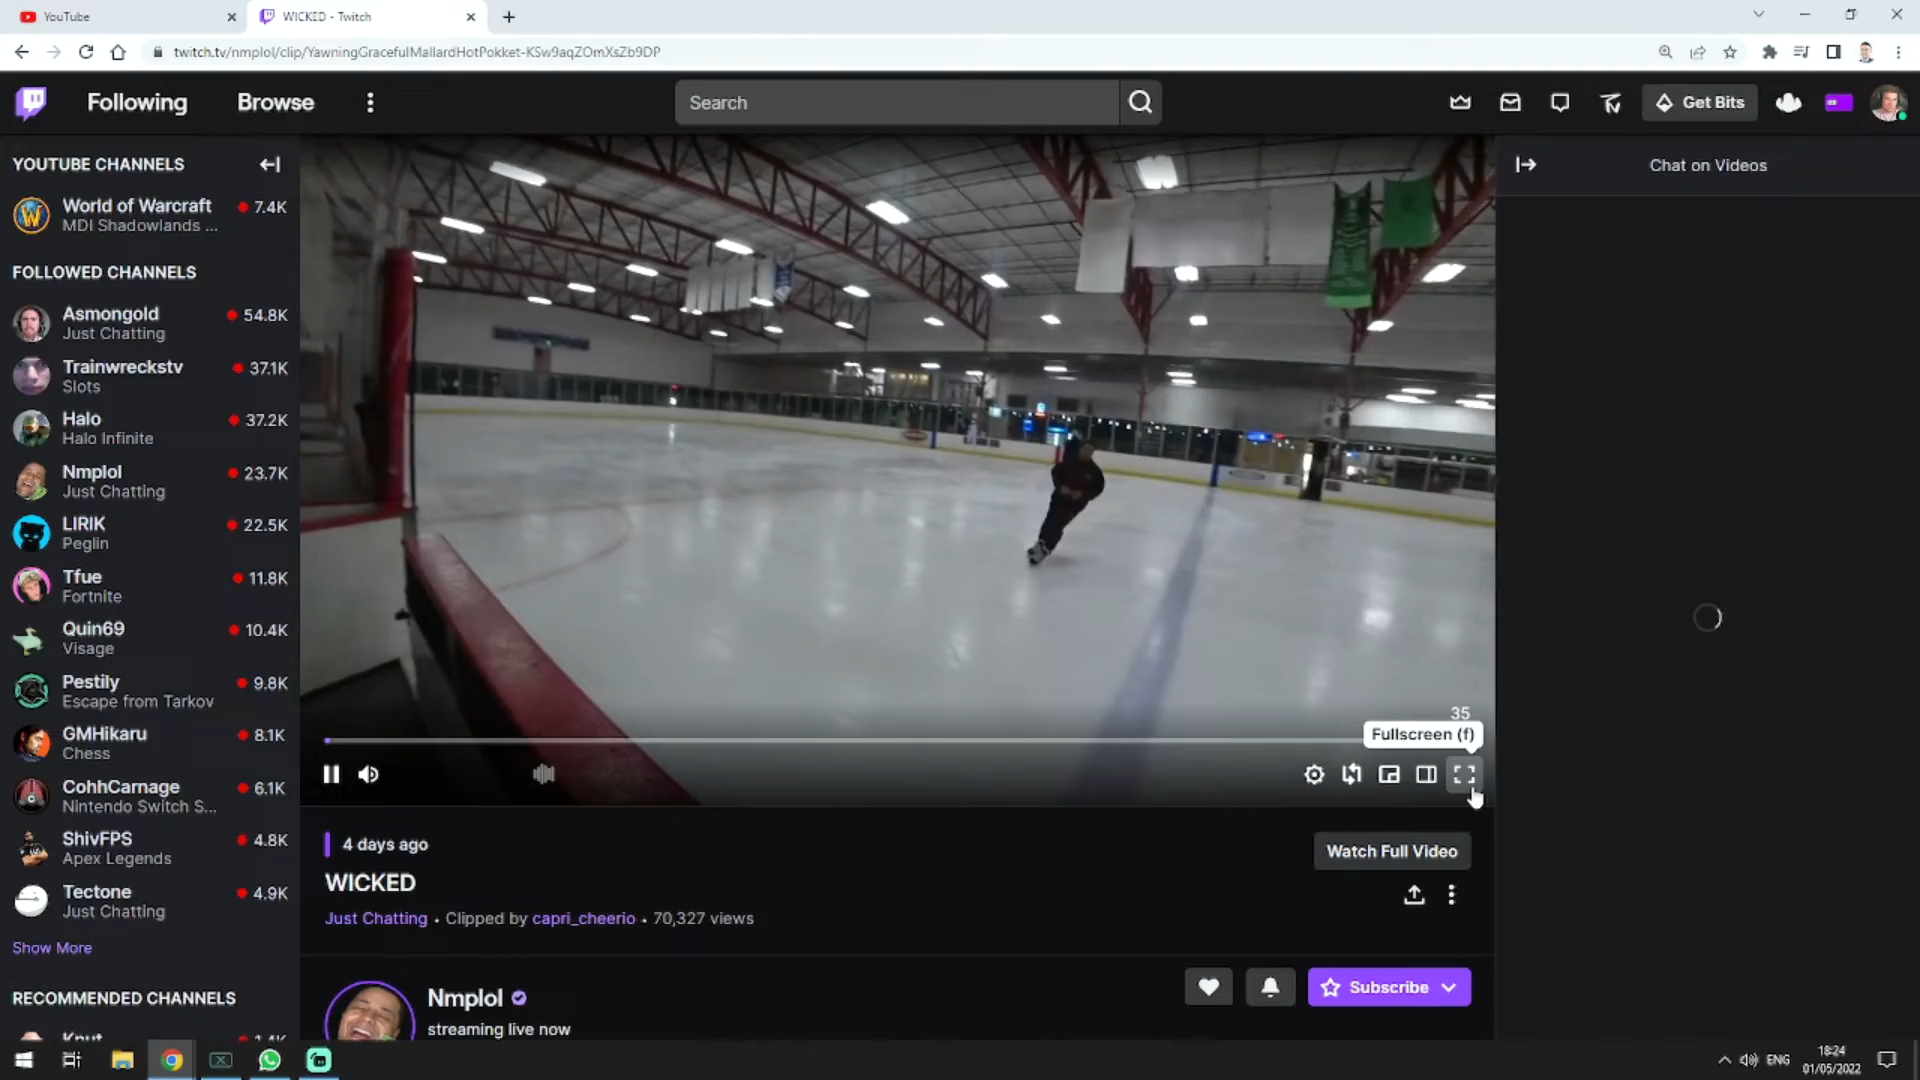 YouTube
WICKED - Twitch
twitch.tv/nmplol/clip/YawningGracefulMallardHotPokket-KSw9aqZOmXsZb9DP
Following
Browse
Search
Get Bits
YOUTUBE CHANNELS
World of Warcraft
7.4K
MDI Shadowlands ...
FOLLOWED CHANNELS
Asmongold
54.8K
Just Chatting
Trainwreckstv
37.1K
Slots
Halo
37.2K
Halo Infinite
Nmplol
23.7K
Just Chatting
LIRIK
22.5K
Peglin
Tfue
11.8K
Fortnite
Quin69
10.4K
Visage
Pestily
9.8K
Escape from Tarkov
GMHikaru
8.1K
Chess
CohhCarnage
6.1K
Nintendo Switch S...
ShivFPS
4.8K
Apex Legends
Tectone
4.9K
Just Chatting
Show More
RECOMMENDED CHANNELS
Knut
1.4K
Chat on Videos
35
Fullscreen (f)
4 days ago
Watch Full Video
WICKED
Just Chatting • Clipped by capri_cheerio • 70,327 views
Nmplol
Subscribe
streaming live now
ENG
18:24
01/05/2022